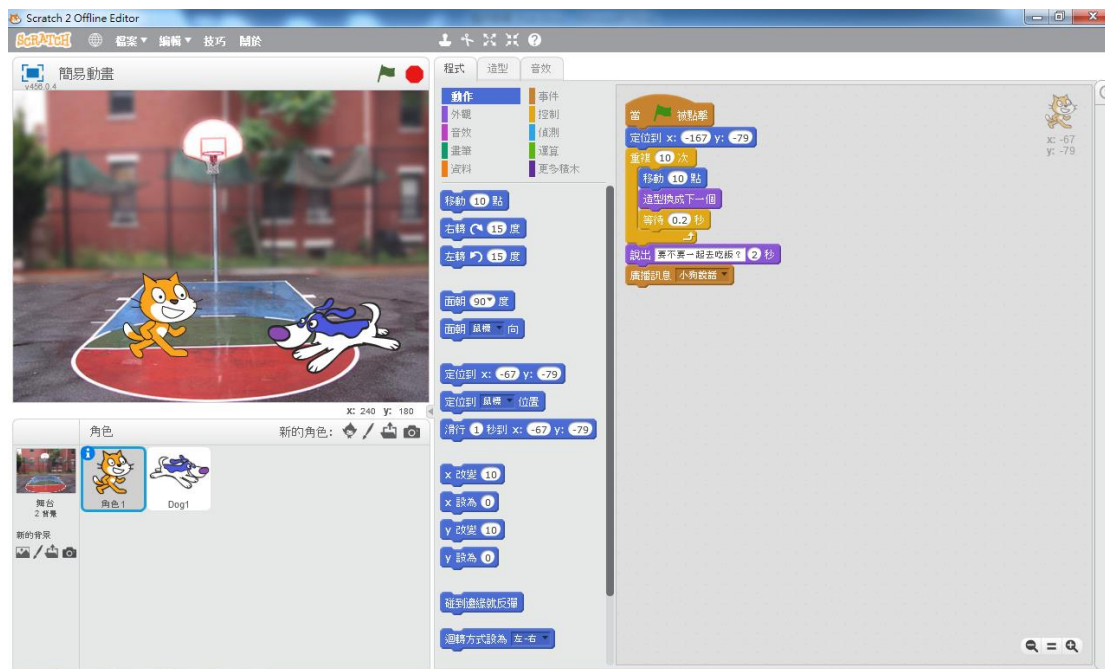 Scratch 2 Offline Editor
SCRATCH 檔案 編輯 技巧 關於
簡易動畫
v456.0.4
X: 240 y: 180
角色 新的角色:
舞台
2 背景
新的背景
角色1
Dog1
程式 造型 音效
動作 事件
外觀 控制
音效 偵測
畫筆 運算
資料 更多積木
移動 10 點
右轉 15 度
左轉 15 度
面朝 90 度
面朝 鼠標 向
定位到 x: -67 y: -79
定位到 鼠標 位置
滑行 1 秒到 x: -67 y: -79
x 改變 10
x 設為 0
y 改變 10
y 設為 0
碰到邊緣就反彈
迴轉方式設為 左-右
當 被點擊
定位到 x: -167 y: -79
重複 10 次
移動 10 點
造型換成下一個
等待 0.2 秒
說出 要不要一起去吃飯？ 2 秒
廣播訊息 小狗說話
x: -67
y: -79